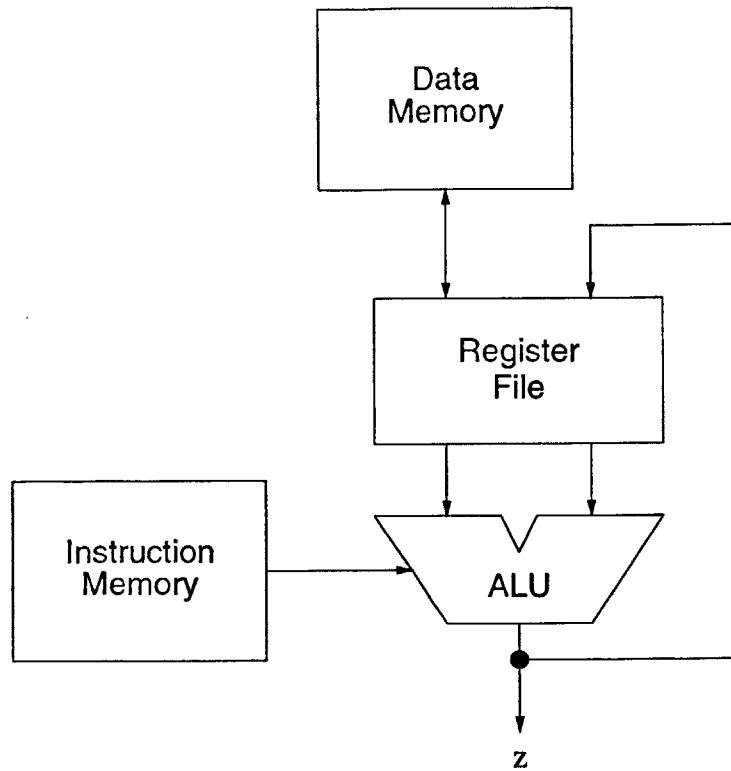 Data
Memory
Register
File
Instruction
Memory
ALU
z